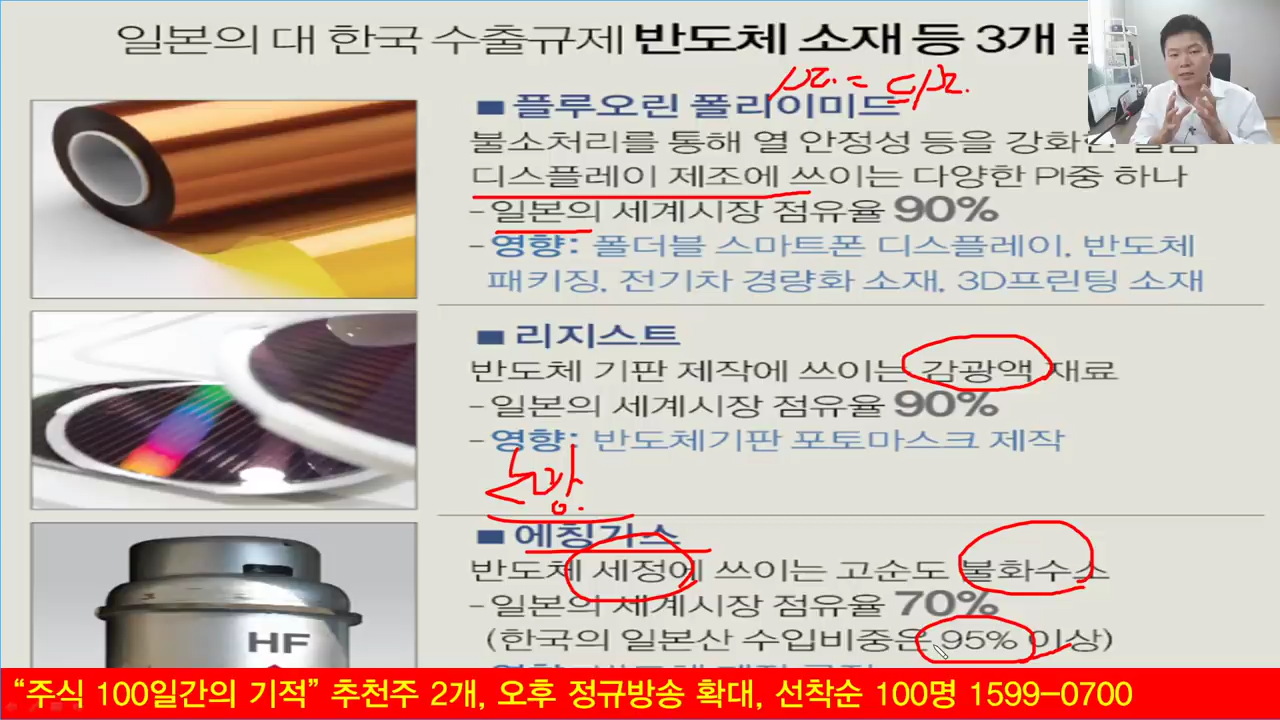 일본의 대 한국 수출규제 반도체 소재 등 3개
■ 플루오린 폴리이미드
불소처리를 통해 열 안정성 등을 강화한 필름
디스플레이 제조에 쓰이는 다양한 PI중 하나
- 일본의 세계시장 점유율 90%
- 영향: 폴더블 스마트폰 디스플레이, 반도체
패키징, 전기차 경량화 소재, 3D프린팅 소재
■ 리지스트
반도체 기판 제작에 쓰이는 감광액 재료
- 일본의 세계시장 점유율 90%
- 영향: 반도체기판 포토마스크 제작
노광
■ 에칭가스
반도체 세정에 쓰이는 고순도 불화수소
- 일본의 세계시장 점유율 70%
(한국의 일본산 수입비중은 95% 이상)
HF
“주식 100일간의 기적” 추천주 2개, 오후 정규방송 확대, 선착순 100명 1599-0700